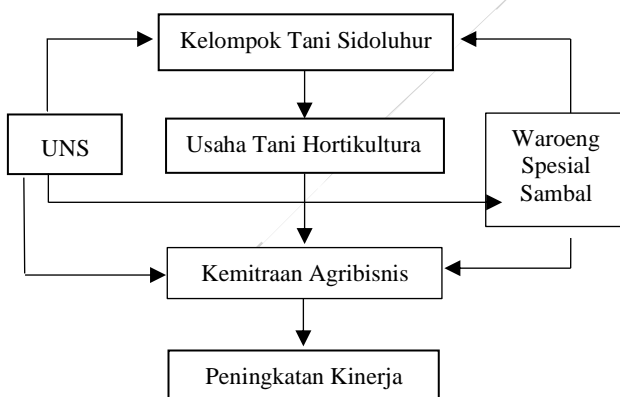 Kelompok Tani Sidoluhur
UNS
Usaha Tani Hortikultura
Waroeng
Spesial
Sambal
Kemitraan Agribisnis
Peningkatan Kinerja